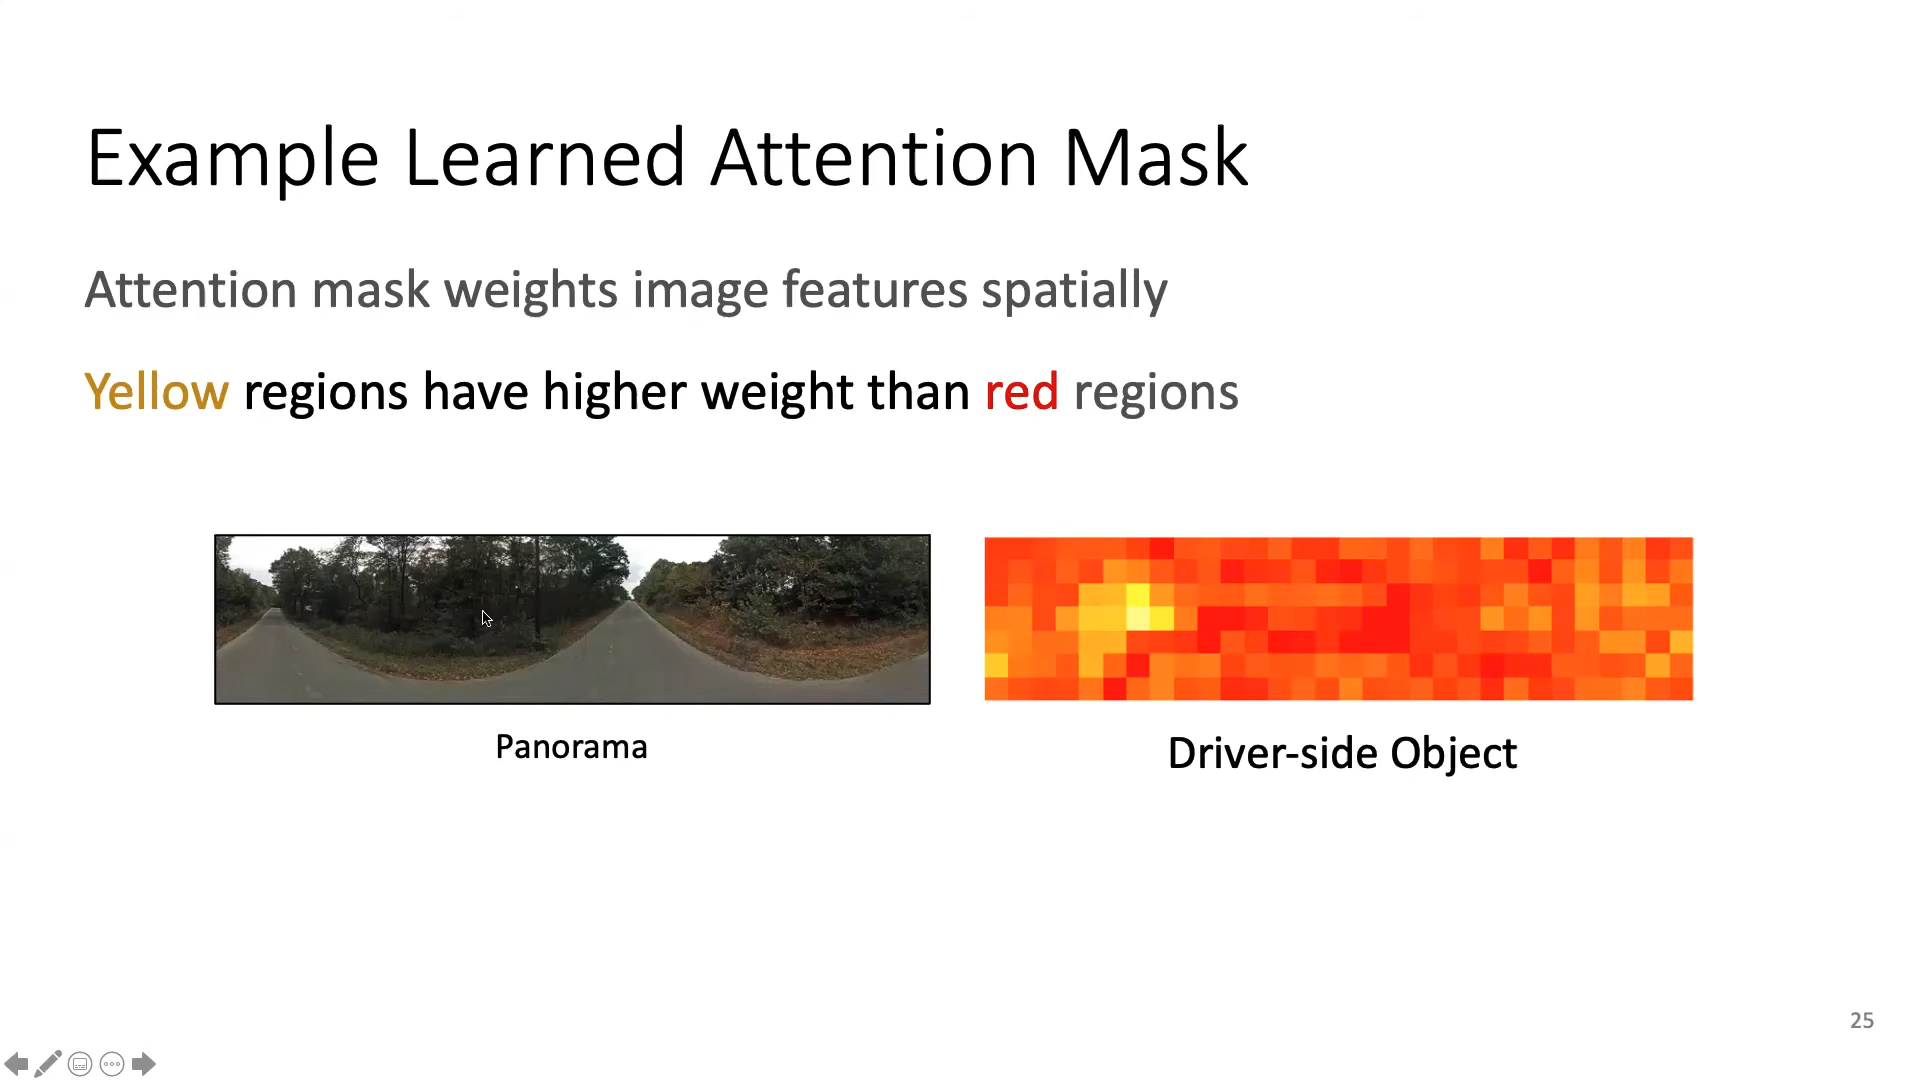 Example Learned Attention Mask
Attention mask weights image features spatially
Yellow regions have higher weight than red regions
Panorama
Driver-side Object
25